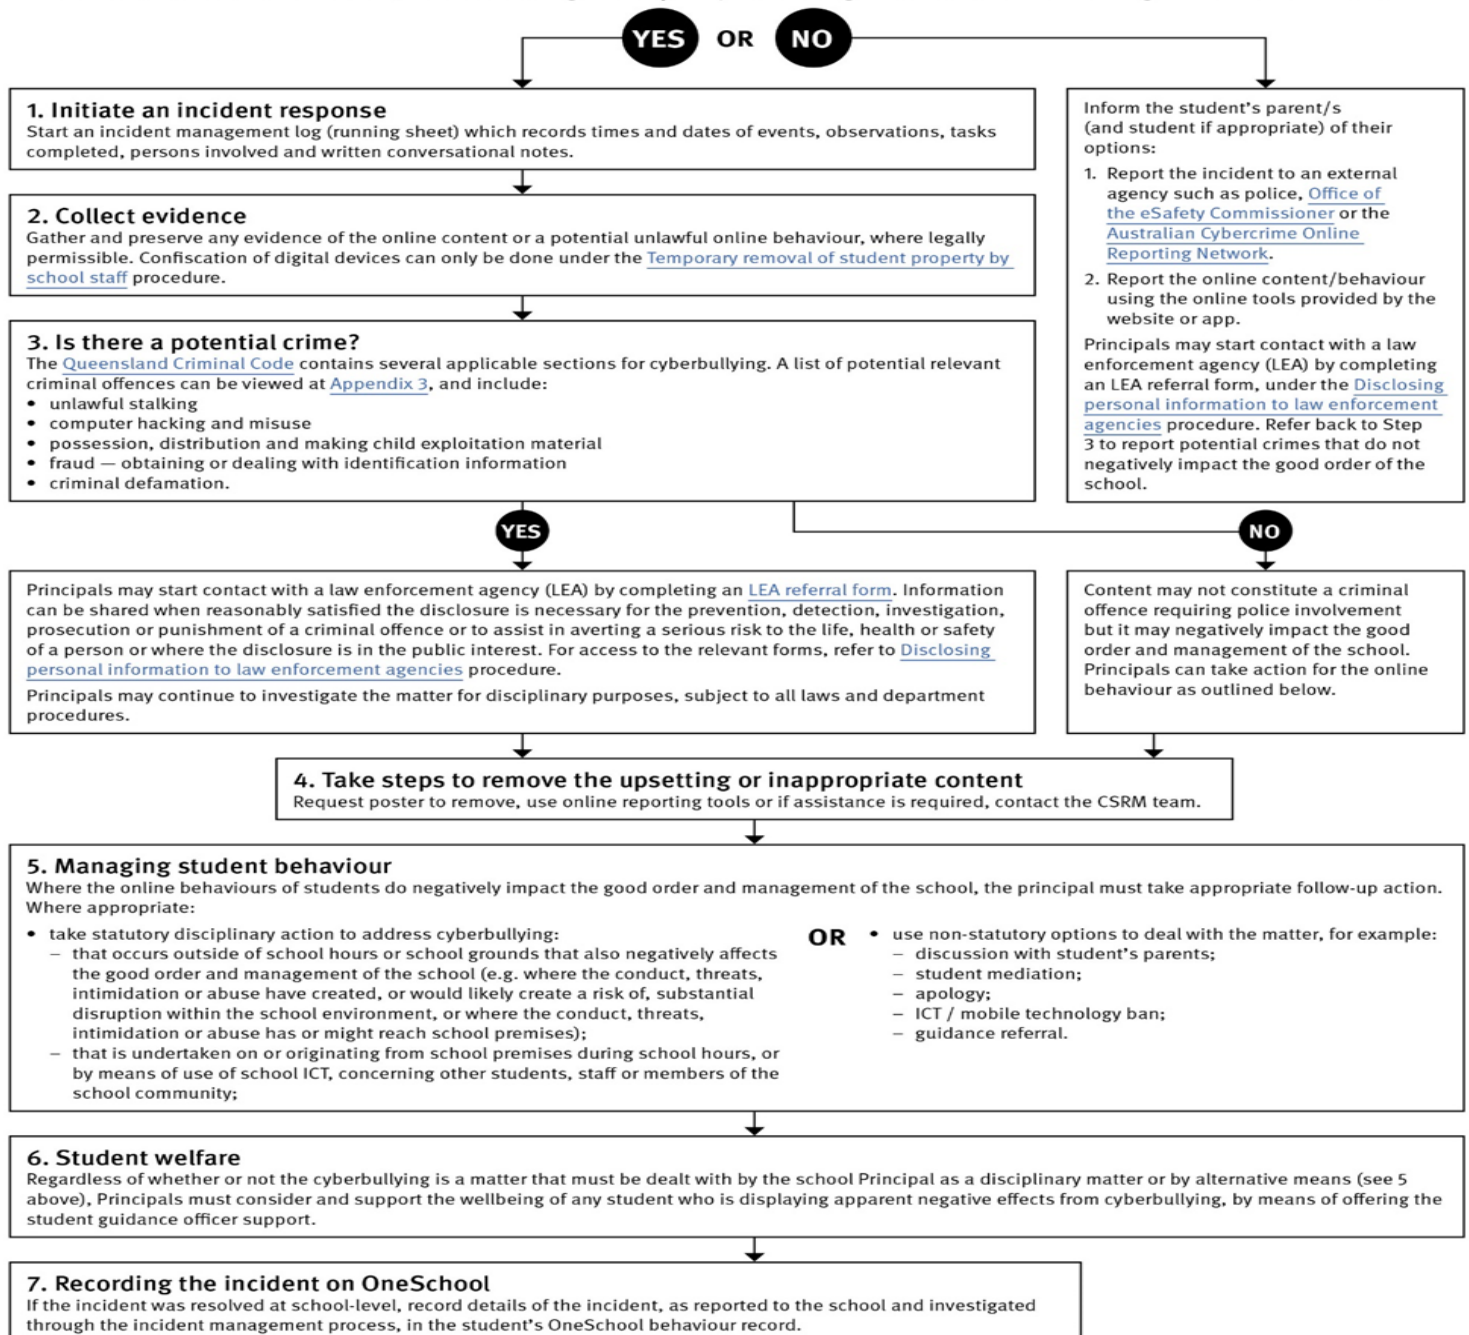 YES OR NO
1. Initiate an incident response
Start an incident management log (running sheet) which records times and dates of events, observations, tasks
completed, persons involved and written conversational notes.
2. Collect evidence
Gather and preserve any evidence of the online content or a potential unlawful online behaviour, where legally
permissible. Confiscation of digital devices can only be done under the Temporary removal of student property by
school staff procedure.
3. Is there a potential crime?
The Queensland Criminal Code contains several applicable sections for cyberbullying. A list of potential relevant
criminal offences can be viewed at Appendix 3, and include:
• unlawful stalking
• computer hacking and misuse
• possession, distribution and making child exploitation material
• fraud — obtaining or dealing with identification information
• criminal defamation.
Inform the student's parent/s
(and student if appropriate) of their
options:
1. Report the incident to an external
agency such as police, Office of
the eSafety Commissioner or the
Australian Cybercrime Online
Reporting Network.
2. Report the online content/behaviour
using the online tools provided by the
website or app.
Principals may start contact with a law
enforcement agency (LEA) by completing
an LEA referral form, under the Disclosing
personal information to law enforcement
agencies procedure. Refer back to Step
3 to report potential crimes that do not
negatively impact the good order of the
school.
YES
NO
Principals may start contact with a law enforcement agency (LEA) by completing an LEA referral form. Information
can be shared when reasonably satisfied the disclosure is necessary for the prevention, detection, investigation,
prosecution or punishment of a criminal offence or to assist in averting a serious risk to the life, health or safety
of a person or where the disclosure is in the public interest. For access to the relevant forms, refer to Disclosing
personal information to law enforcement agencies procedure.
Principals may continue to investigate the matter for disciplinary purposes, subject to all laws and department
procedures.
Content may not constitute a criminal
offence requiring police involvement
but it may negatively impact the good
order and management of the school.
Principals can take action for the online
behaviour as outlined below.
4. Take steps to remove the upsetting or inappropriate content
Request poster to remove, use online reporting tools or if assistance is required, contact the CSRM team.
5. Managing student behaviour
Where the online behaviours of students do negatively impact the good order and management of the school, the principal must take appropriate follow-up action.
Where appropriate:
• take statutory disciplinary action to address cyberbullying:
– that occurs outside of school hours or school grounds that also negatively affects
the good order and management of the school (e.g. where the conduct, threats,
intimidation or abuse have created, or would likely create a risk of, substantial
disruption within the school environment, or where the conduct, threats,
intimidation or abuse has or might reach school premises);
– that is undertaken on or originating from school premises during school hours, or
by means of use of school ICT, concerning other students, staff or members of the
school community;
OR
• use non-statutory options to deal with the matter, for example:
– discussion with student's parents;
– student mediation;
– apology;
– ICT / mobile technology ban;
– guidance referral.
6. Student welfare
Regardless of whether or not the cyberbullying is a matter that must be dealt with by the school Principal as a disciplinary matter or by alternative means (see 5
above), Principals must consider and support the wellbeing of any student who is displaying apparent negative effects from cyberbullying, by means of offering the
student guidance officer support.
7. Recording the incident on OneSchool
If the incident was resolved at school-level, record details of the incident, as reported to the school and investigated
through the incident management process, in the student's OneSchool behaviour record.